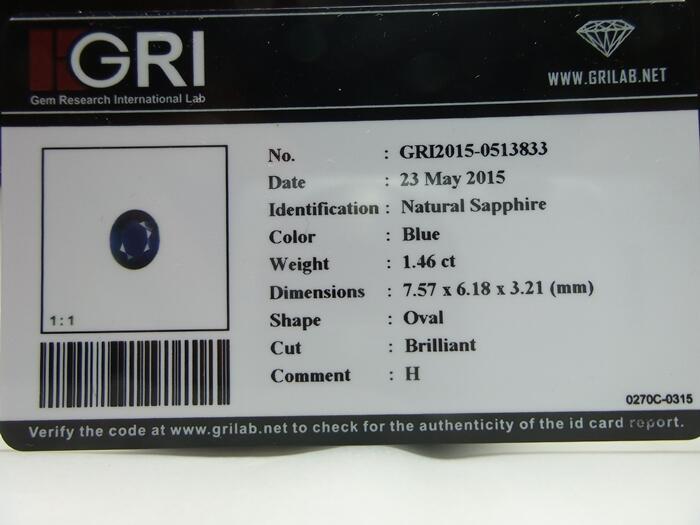 GRI
Gem Research International Lab
WWW.GRILAB.NET
No. : GRI2015-0513833
Date : 23 May 2015
Identification : Natural Sapphire
Color : Blue
Weight : 1.46 ct
Dimensions : 7.57 x 6.18 x 3.21 (mm)
Shape : Oval
Cut : Brilliant
Comment : H
1:1
0270C-0315
Verify the code at www.grilab.net to check for the authenticity of the id card report.